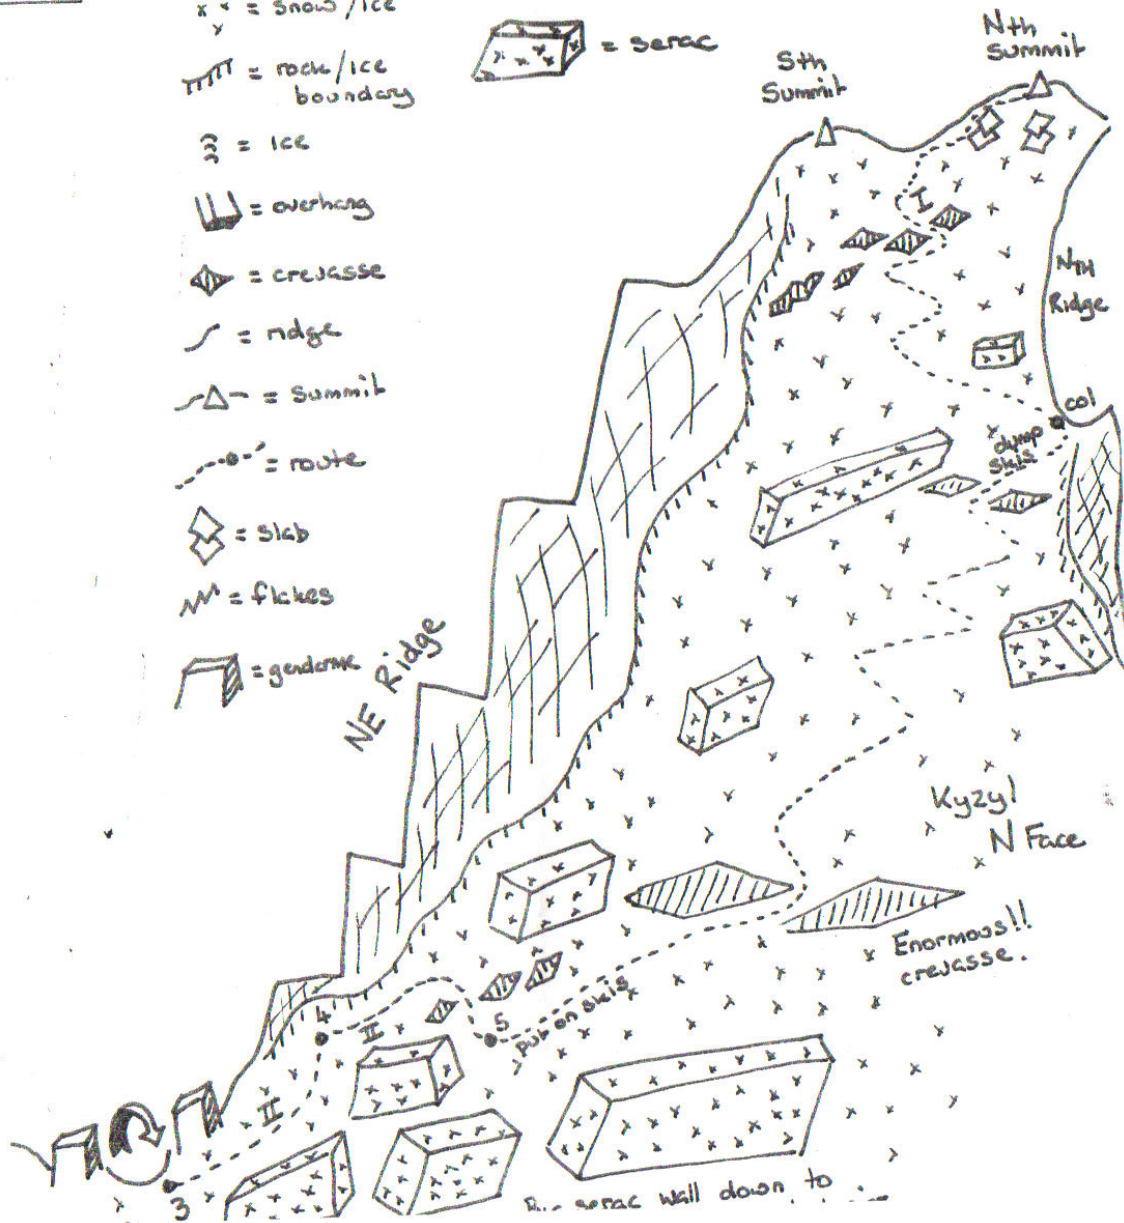 = snow/ice
= rock/ice
boundary
= ice
= overhang
= crevasse
= ridge
= Summit
= route
= slab
= flakes
= gendarme
= serac
Sth
Summit
Nth
Summit
I
NTH
Ridge
col
dump
skis
NE Ridge
Kyzyl
N Face
Enormous!!
crevasse.
4
II
5
put on skis
II
3
serac wall down to